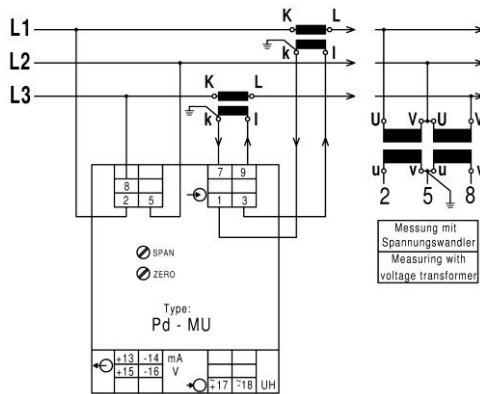 K L
L1
k l
L2
K L
L3
k l
U V U V
u v u v
2 5 8
7 9
8
2 5
1 3
Messung mit
Spannungswandler
Measuring with
voltage transformer
SPAN
ZERO
Type:
Pd - MU
+13 -14 mA
+15 -16 V
~+17 ~18 UH